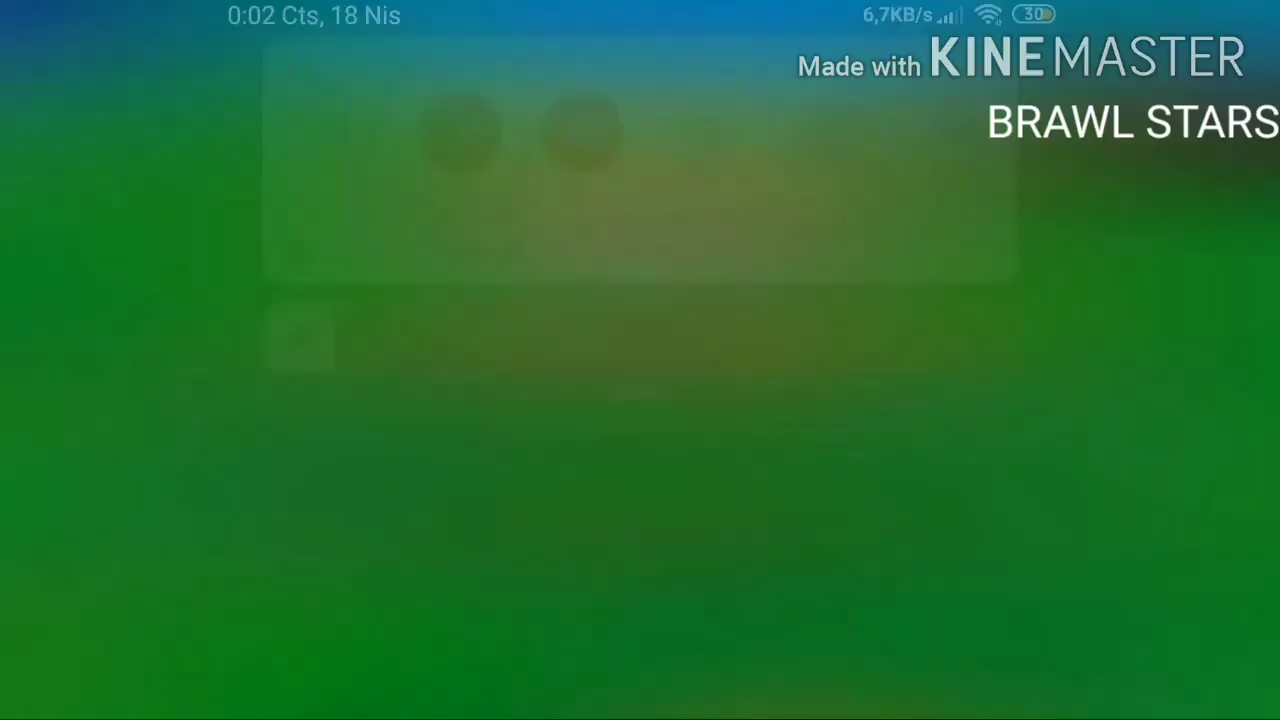 0:02 Cts, 18 Nis
6,7KB/s
30
Made with KINEMASTER
BRAWL STARS